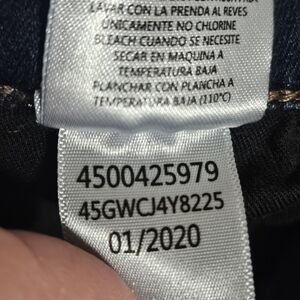 LAVAR CON LA PRENDA AL REVES
UNICAMENTE NO CHLORINE
BLEACH CUANDO SE NECESITE
SECAR EN MAQUINA A
TEMPERATURA BAJA
PLANCHAR CON PLANCHA A
TEMPERATURA BAJA (110°C)
4500425979
45GWCJ4Y8225
01/2020